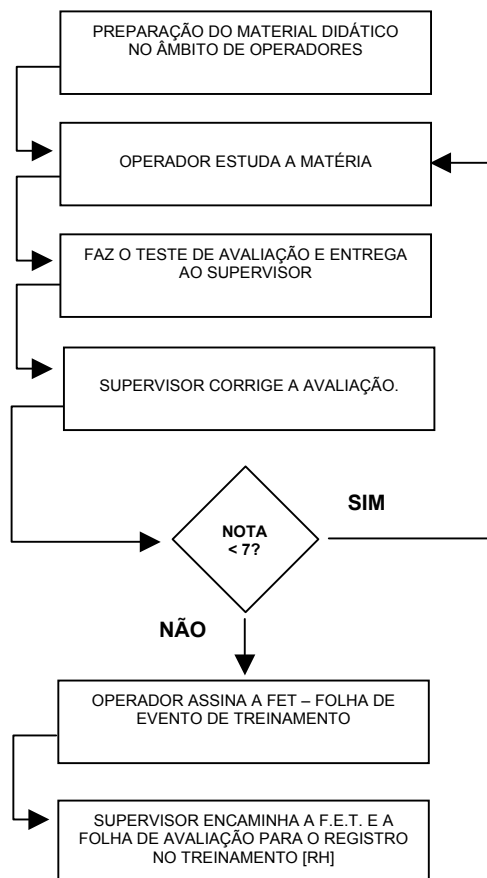 PREPARAÇÃO DO MATERIAL DIDÁTICO
NO ÂMBITO DE OPERADORES
OPERADOR ESTUDA A MATÉRIA
FAZ O TESTE DE AVALIAÇÃO E ENTREGA
AO SUPERVISOR
SUPERVISOR CORRIGE A AVALIAÇÃO.
SIM
NOTA
< 7?
NÃO
OPERADOR ASSINA A FET – FOLHA DE
EVENTO DE TREINAMENTO
SUPERVISOR ENCAMINHA A F.E.T. E A
FOLHA DE AVALIAÇÃO PARA O REGISTRO
NO TREINAMENTO [RH]